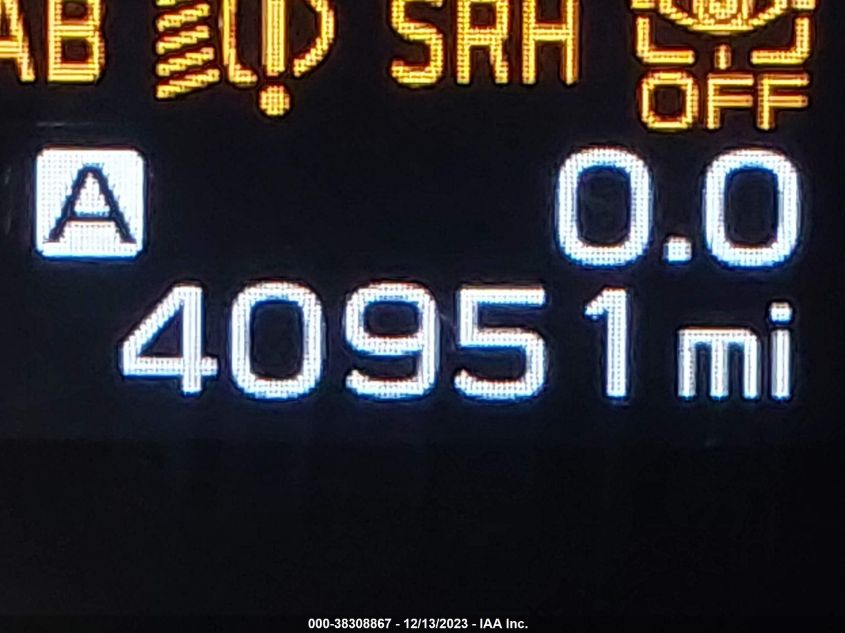 AB SRH
OFF
A 0.0
40951 mi
000-38308867 - 12/13/2023 - IAA Inc.